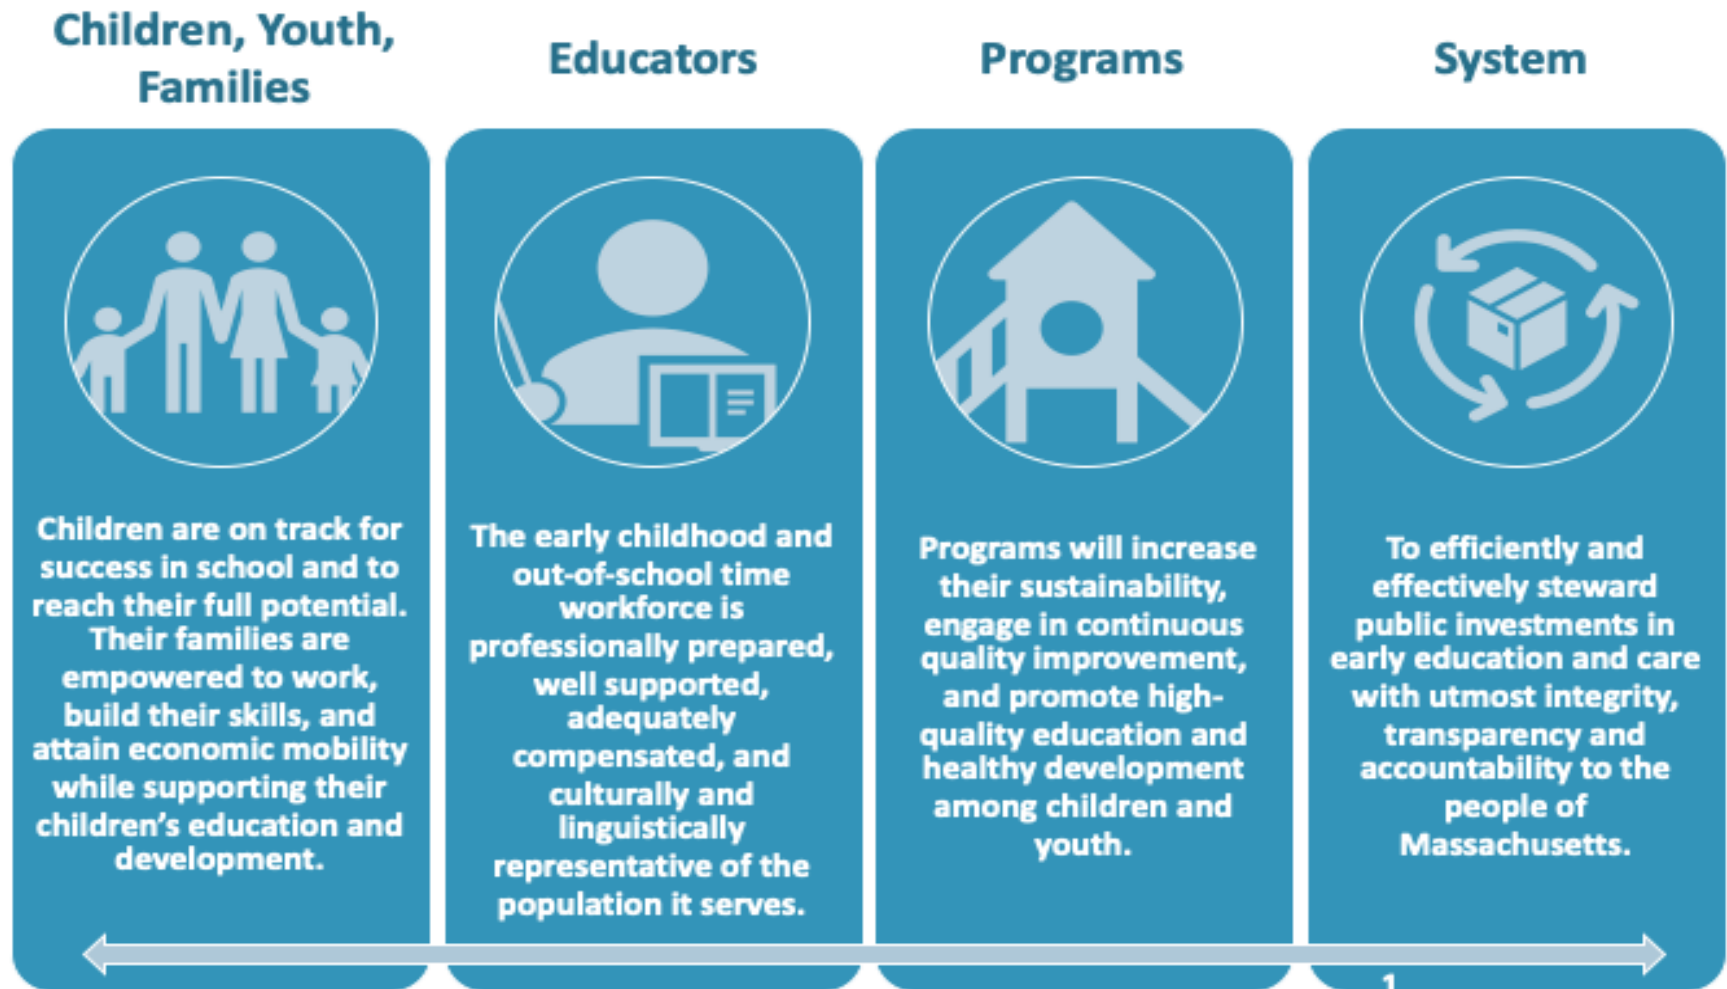 Children, Youth,
Families
Educators
Programs
System
Children are on track for
success in school and to
reach their full potential.
Their families are
empowered to work,
build their skills, and
attain economic mobility
while supporting their
children’s education and
development.
The early childhood and
out-of-school time
workforce is
professionally prepared,
well supported,
adequately
compensated, and
culturally and
linguistically
representative of the
population it serves.
Programs will increase
their sustainability,
engage in continuous
quality improvement,
and promote high-
quality education and
healthy development
among children and
youth.
To efficiently and
effectively steward
public investments in
early education and care
with utmost integrity,
transparency and
accountability to the
people of
Massachusetts.
1